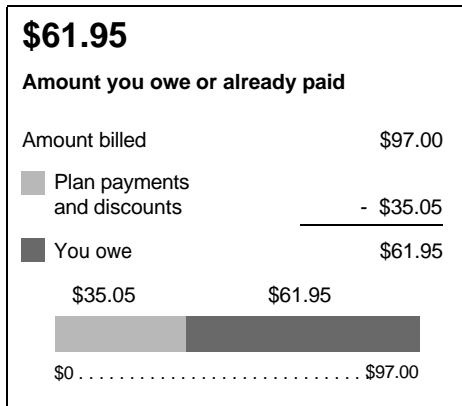 $61.95
Amount you owe or already paid
Amount billed $97.00
Plan payments
and discounts - $35.05
You owe $61.95
$35.05 $61.95
$0 . . . . . . . . . . . . . . . . . . . . . . . . . . . . $97.00